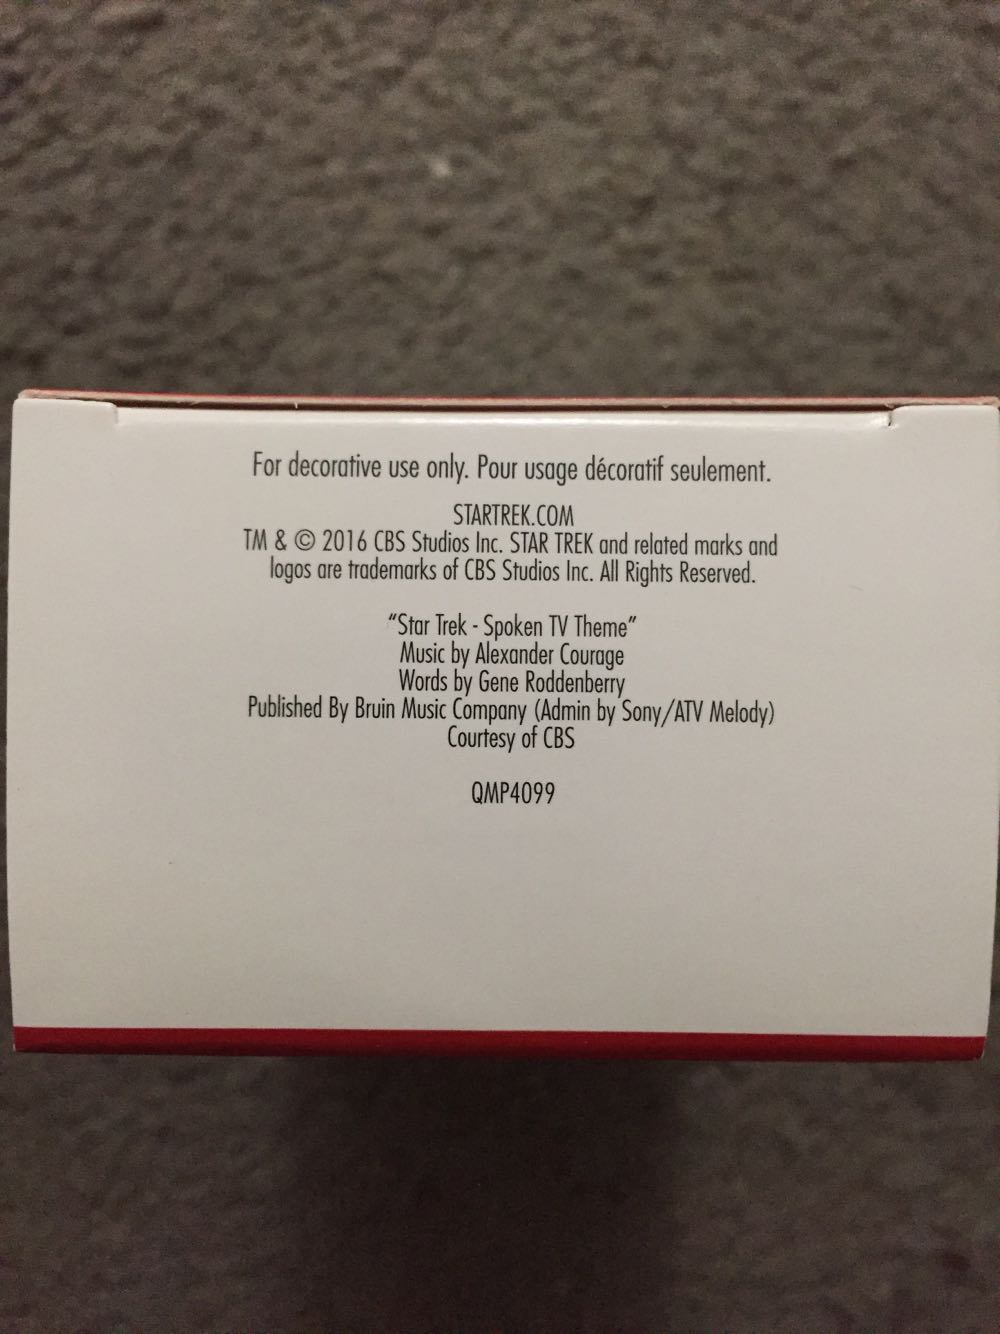 For decorative use only. Pour usage décoratif seulement.
STARTREK.COM
TM & © 2016 CBS Studios Inc. STAR TREK and related marks and
logos are trademarks of CBS Studios Inc. All Rights Reserved.
“Star Trek - Spoken TV Theme”
Music by Alexander Courage
Words by Gene Roddenberry
Published By Bruin Music Company (Admin by Sony/ATV Melody)
Courtesy of CBS
QMP4099